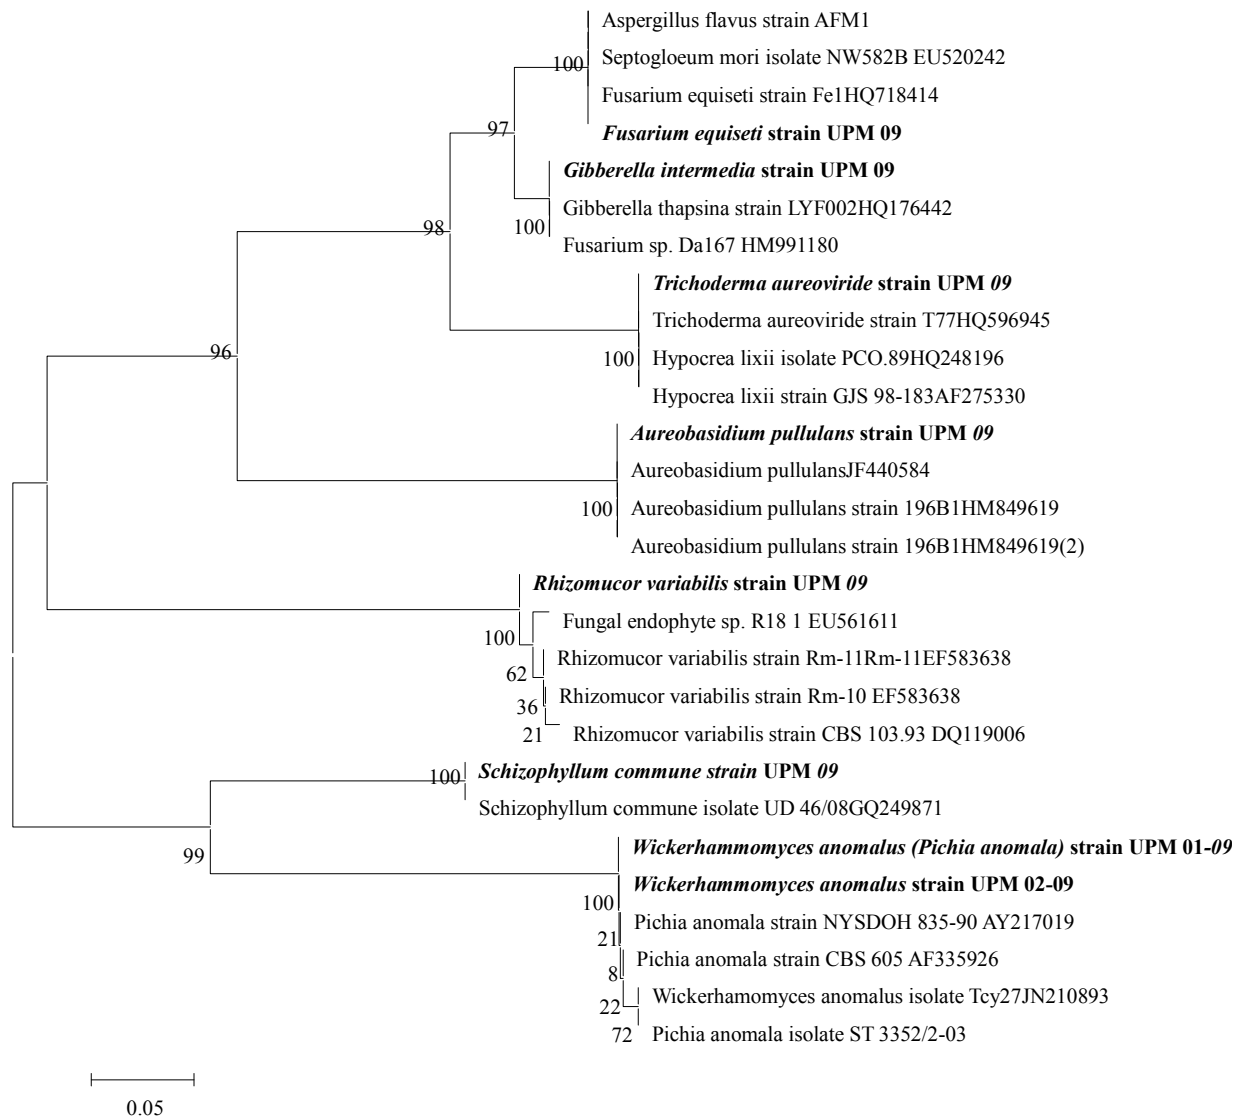 Aspergillus flavus strain AFM1
100
Septogloeum mori isolate NW582B EU520242
Fusarium equiseti strain Fe1HQ718414
97
Fusarium equiseti strain UPM 09
Gibberella intermedia strain UPM 09
Gibberella thapsina strain LYF002HQ176442
98
100
Fusarium sp. Da167 HM991180
Trichoderma aureoviride strain UPM 09
Trichoderma aureoviride strain T77HQ596945
96
100
Hypocrea lixii isolate PCO.89HQ248196
Hypocrea lixii strain GJS 98-183AF275330
Aureobasidium pullulans strain UPM 09
Aureobasidium pullulansJF440584
100
Aureobasidium pullulans strain 196B1HM849619
Aureobasidium pullulans strain 196B1HM849619(2)
Rhizomucor variabilis strain UPM 09
Fungal endophyte sp. R18 1 EU561611
100
Rhizomucor variabilis strain Rm-11Rm-11EF583638
62
Rhizomucor variabilis strain Rm-10 EF583638
36
21
Rhizomucor variabilis strain CBS 103.93 DQ119006
100
Schizophyllum commune strain UPM 09
Schizophyllum commune isolate UD 46/08GQ249871
99
Wickerhammomyces anomalus (Pichia anomala) strain UPM 01-09
Wickerhammomyces anomalus strain UPM 02-09
100
Pichia anomala strain NYSDOH 835-90 AY217019
21
Pichia anomala strain CBS 605 AF335926
8
Wickerhamomyces anomalus isolate Tcy27JN210893
22
72
Pichia anomala isolate ST 3352/2-03
0.05